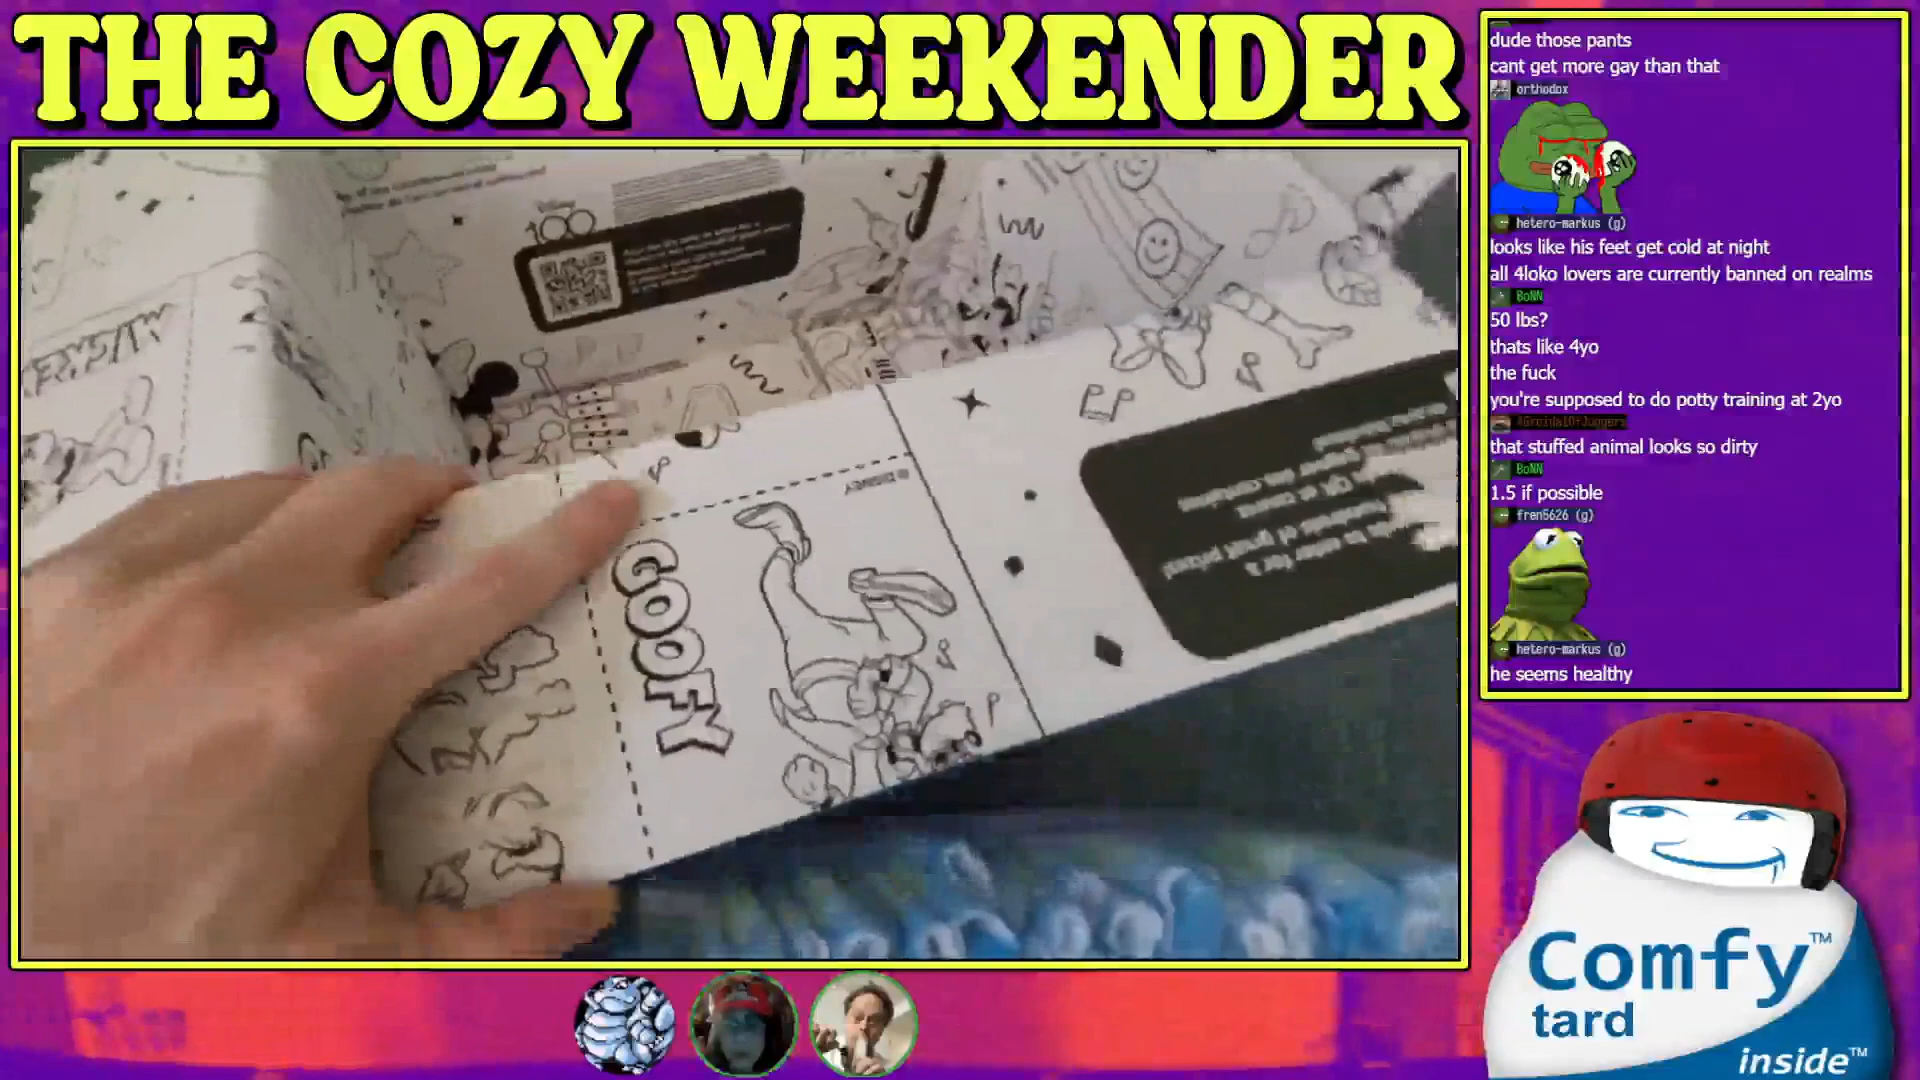 THE COZY WEEKENDER
dude those pants
cant get more gay than that
orthodox
hetero-markus (g)
looks like his feet get cold at night
all 4loko lovers are currently banned on realms
BoNN
50 lbs?
thats like 4yo
the fuck
you're supposed to do potty training at 2yo
that stuffed animal looks so dirty
BoNN
1.5 if possible
fren5626 (g)
hetero-markus (g)
he seems healthy
© DISNEY
GOOFY
Comfy™
tard
inside™